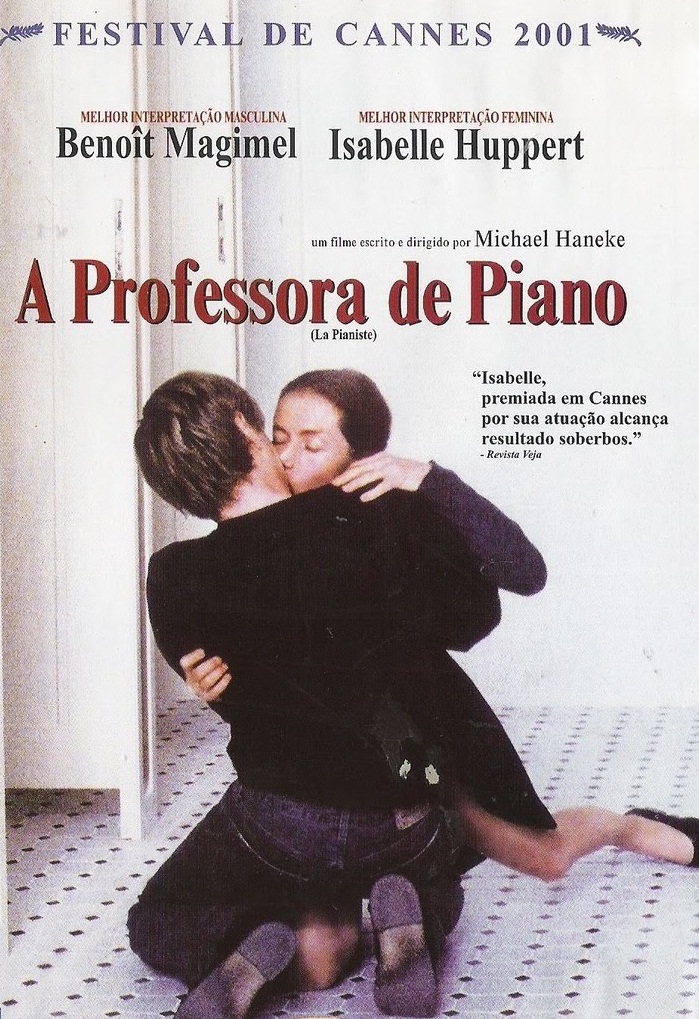 FESTIVAL DE CANNES 2001
MELHOR INTERPRETAÇÃO MASCULINA
Benoît Magimel
MELHOR INTERPRETAÇÃO FEMININA
Isabelle Huppert
um filme escrito e dirigido por Michael Haneke
A Professora de Piano
(La Pianiste)
“Isabelle,
premiada em Cannes
por sua atuação alcança
resultado soberbos.”
- Revista Veja